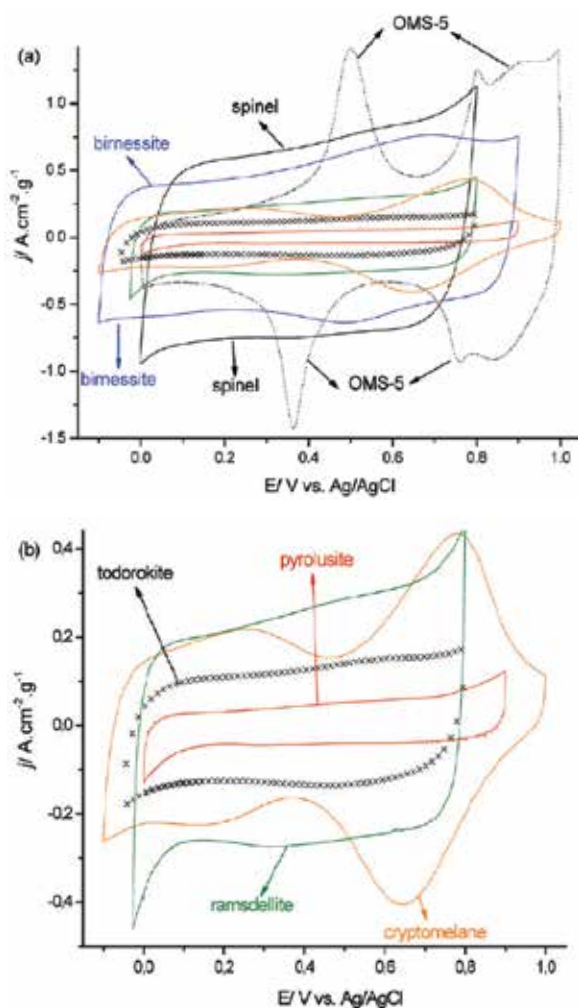 (a)
OMS-5
spinel
birnessite
1.0
0.5
0.0
-0.5
-1.0
-1.5
j/ A.cm⁻².g⁻¹
birnessite
spinel
OMS-5
0.0 0.2 0.4 0.6 0.8 1.0
E/ V vs. Ag/AgCl
(b)
0,4
0,2
0,0
-0,2
-0,4
j/ A.cm⁻².g⁻¹
todorokite
pyrolusite
ramsdellite
cryptomelane
0,0 0,2 0,4 0,6 0,8 1,0
E/ V vs. Ag/AgCl